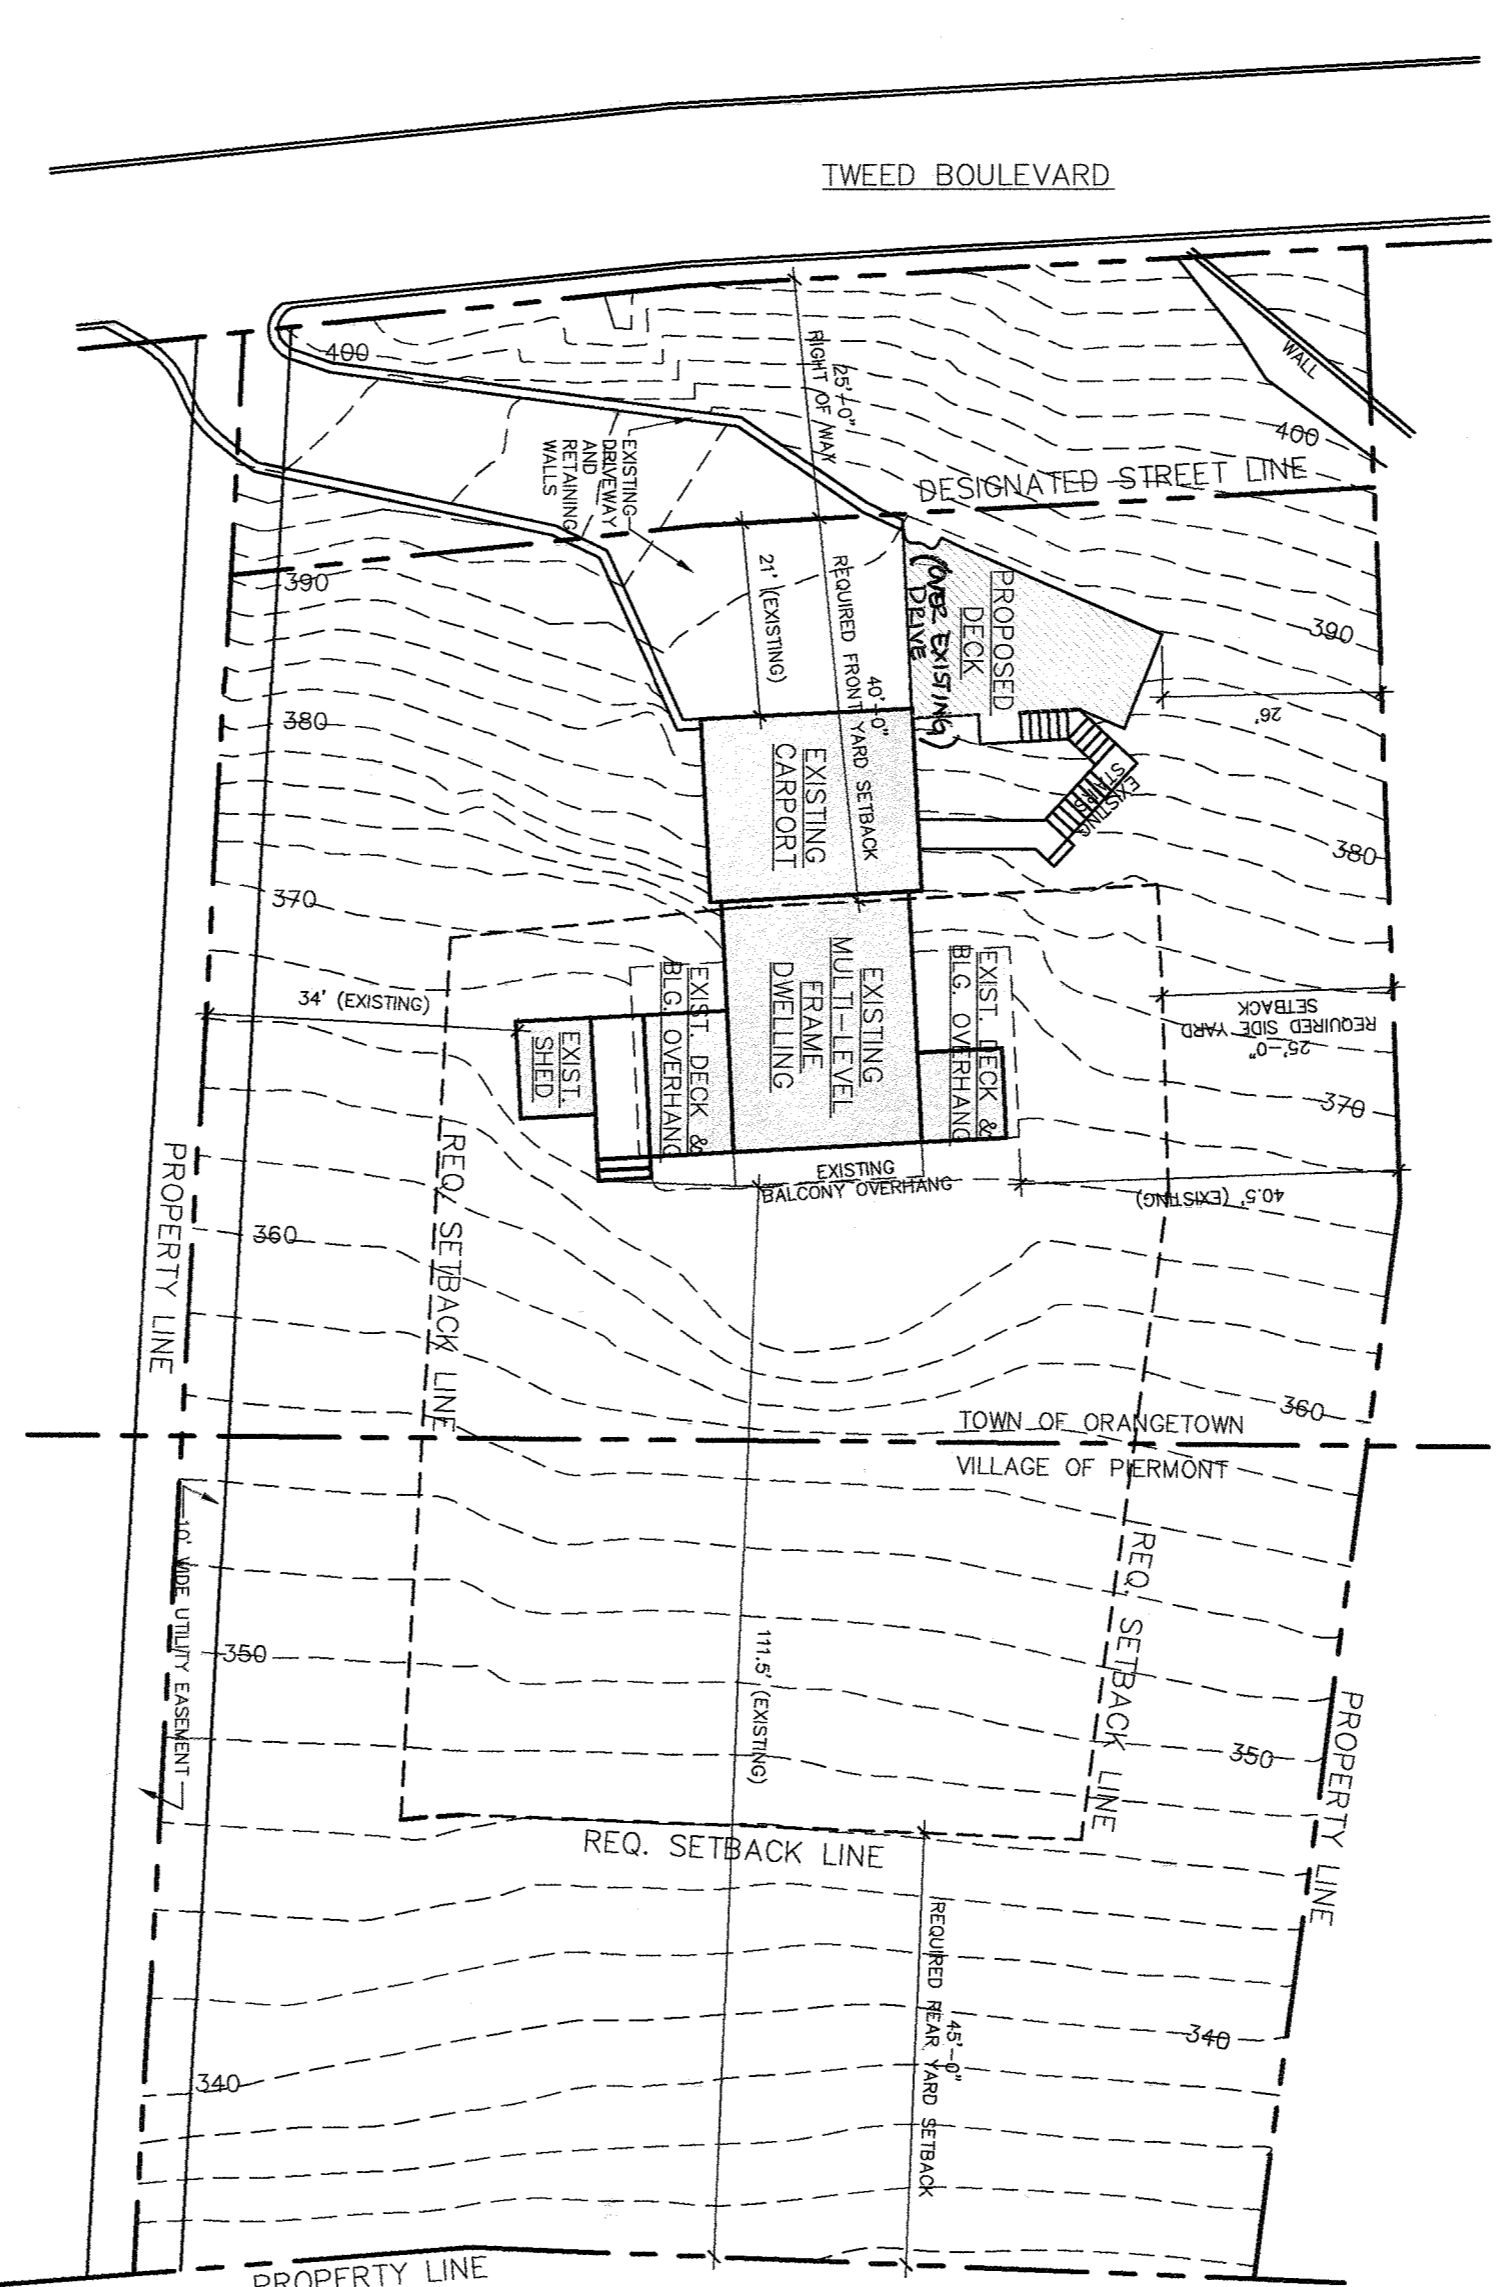 TWEED BOULEVARD
WALL
400
400
25'-0"
RIGHT OF WAY
EXISTING
DRIVEWAY
AND
RETAINING
WALLS
DESIGNATED STREET LINE
390
390
21' (EXISTING)
40'-0"
REQUIRED FRONT YARD SETBACK
PROPOSED
DECK
(OVER EXISTING)
DRIVE
26'
380
380
EXISTING
STAIRS
EXISTING
CARPORT
370
370
34' (EXISTING)
EXIST.
SHED
EXIST. DECK &
BLG. OVERHANG
EXISTING
MULTI-LEVEL
FRAME
DWELLING
EXIST. DECK &
BLG. OVERHANG
25'-0"
REQUIRED SIDE YARD
SETBACK
EXISTING
BALCONY OVERHANG
40.5' (EXISTING)
PROPERTY LINE
REQ. SETBACK LINE
360
360
TOWN OF ORANGETOWN
VILLAGE OF PIERMONT
10' WIDE UTILITY EASEMENT
REQ. SETBACK LINE
PROPERTY LINE
350
350
111.5' (EXISTING)
REQ. SETBACK LINE
45'-0"
REQUIRED REAR YARD SETBACK
340
340
PROPERTY LINE